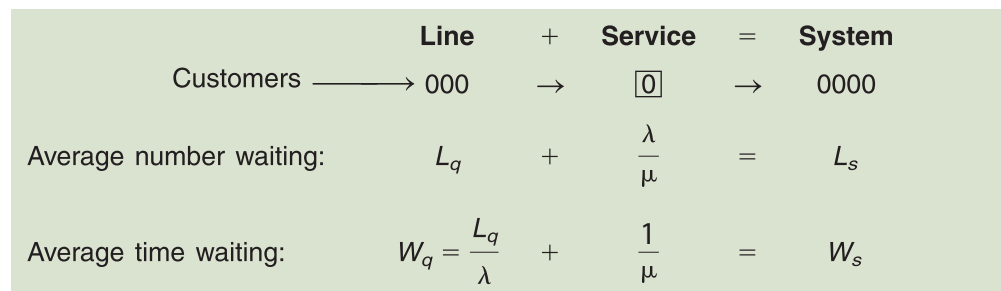 Line + Service = System
Customers → 000 → 0 → 0000
Average number waiting: Lq + λ/μ = Ls
Average time waiting: Wq = Lq/λ + 1/μ = Ws